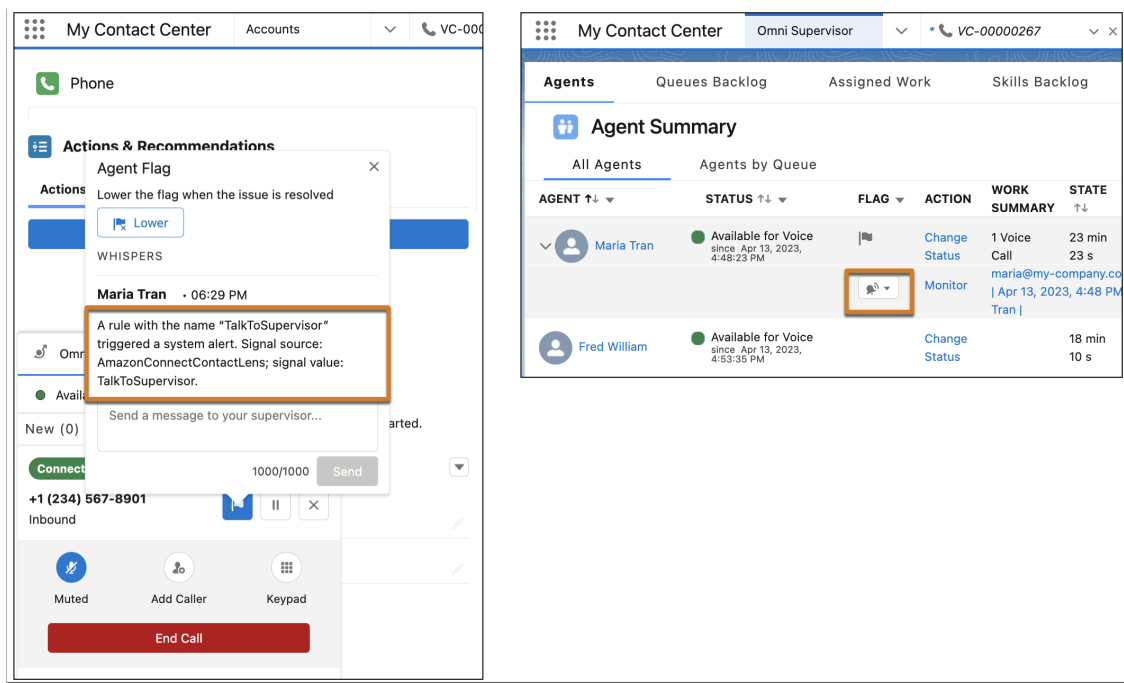 My Contact Center
Accounts
VC-000
Phone
Actions & Recommendations
Actions
Agent Flag
Lower the flag when the issue is resolved
Lower
WHISPERS
Maria Tran • 06:29 PM
A rule with the name “TalkToSupervisor”
triggered a system alert. Signal source:
AmazonConnectContactLens; signal value:
TalkToSupervisor.
Omn
Availa
Send a message to your supervisor...
arted.
New (0)
Connect
1000/1000
Send
+1 (234) 567-8901
Inbound
Muted
Add Caller
Keypad
End Call
My Contact Center
Omni Supervisor
* VC-00000267
Agents
Queues Backlog
Assigned Work
Skills Backlog
Agent Summary
All Agents
Agents by Queue
AGENT
STATUS
FLAG
ACTION
WORK
SUMMARY
STATE
Maria Tran
Available for Voice
since Apr 13, 2023,
4:48:23 PM
Change
Status
1 Voice
Call
23 min
23 s
Monitor
maria@my-company.co
| Apr 13, 2023, 4:48 PM
Tran |
Fred William
Available for Voice
since Apr 13, 2023,
4:53:35 PM
Change
Status
18 min
10 s